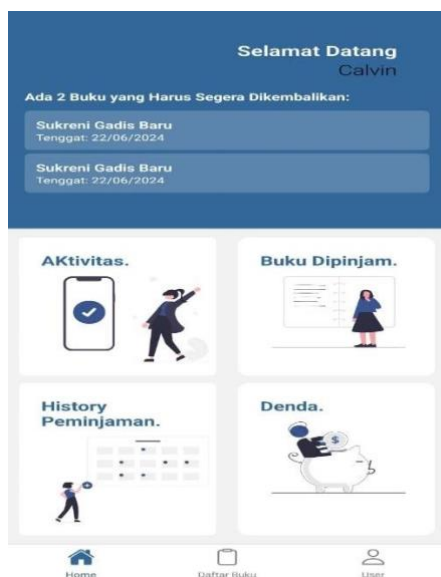 Selamat Datang
Calvin
Ada 2 Buku yang Harus Segera Dikembalikan:
Sukreni Gadis Baru
Tenggat: 22/06/2024
Sukreni Gadis Baru
Tenggat: 22/06/2024
AKtivitas.
Buku Dipinjam.
History
Peminjaman.
Denda.
Home
Daftar Buku
User